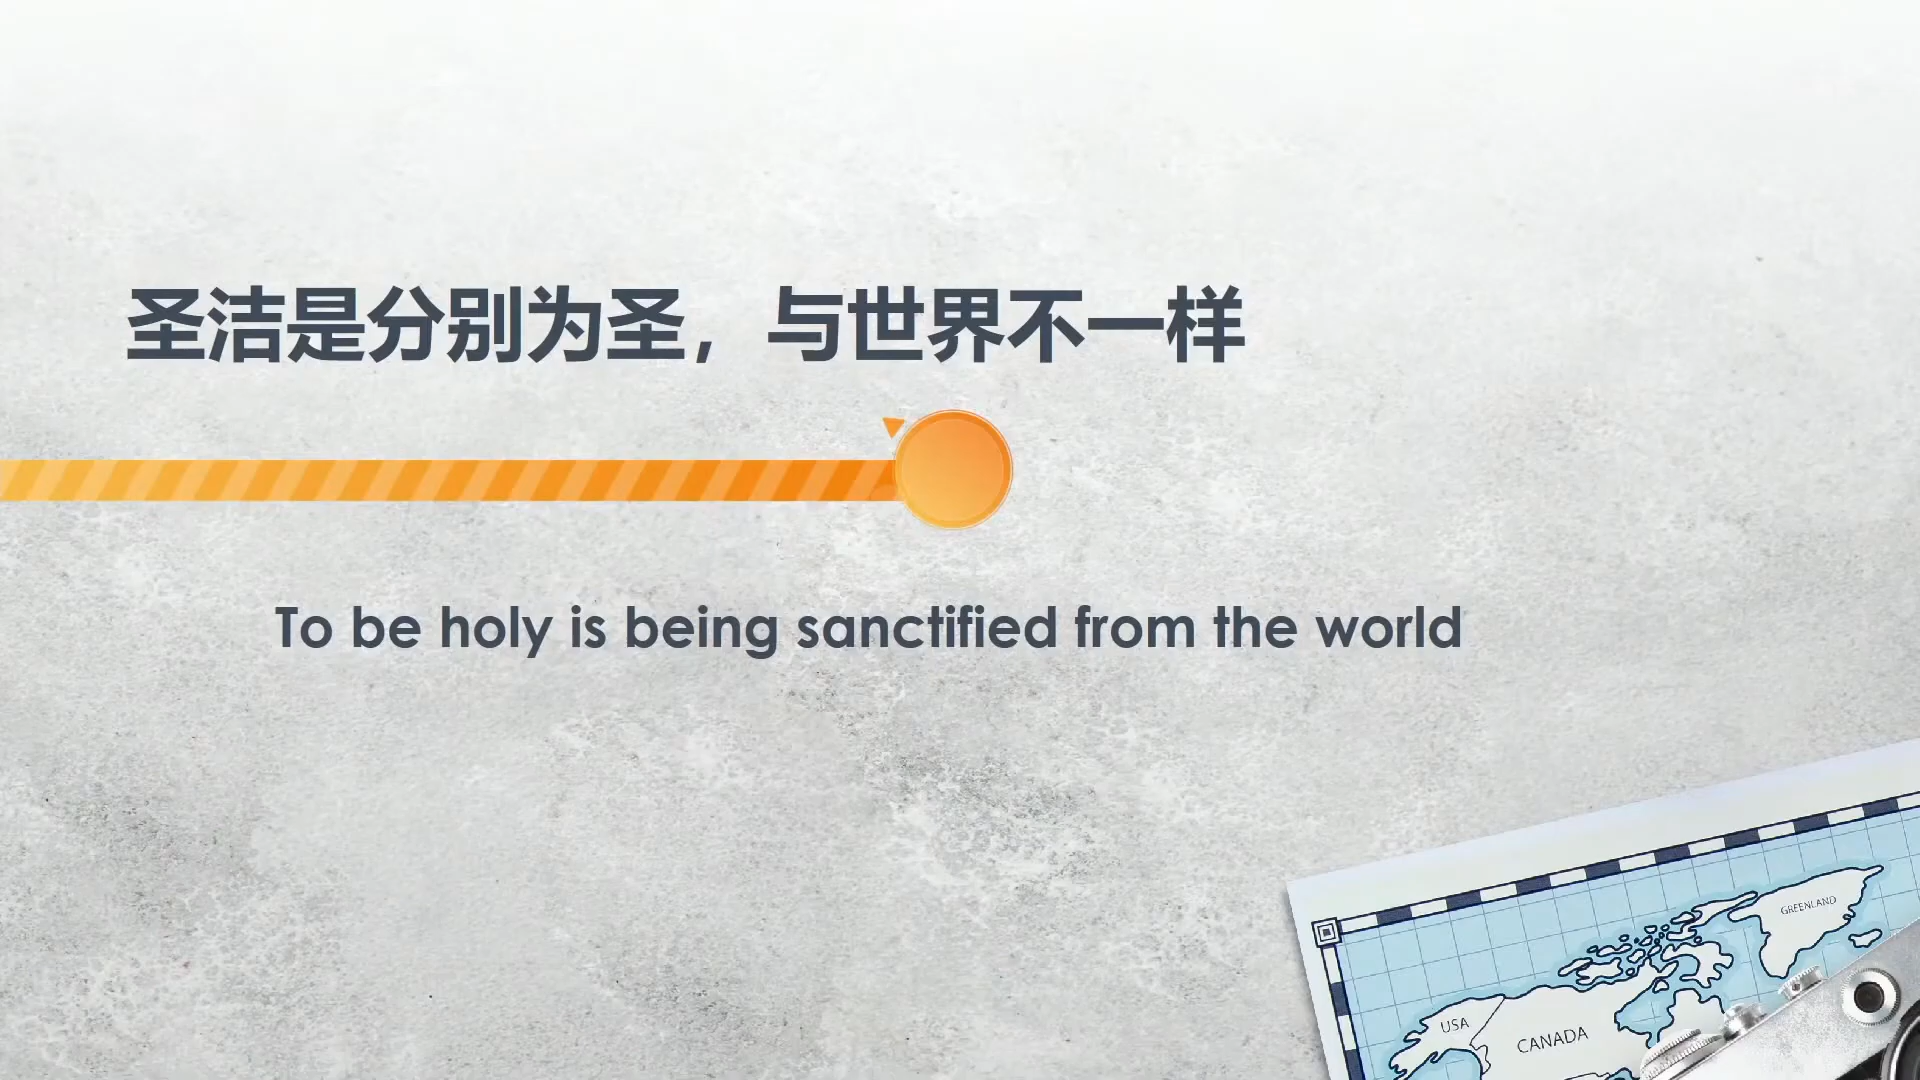 圣洁是分别为圣，与世界不一样
To be holy is being sanctified from the world
GREENLAND
USA
CANADA